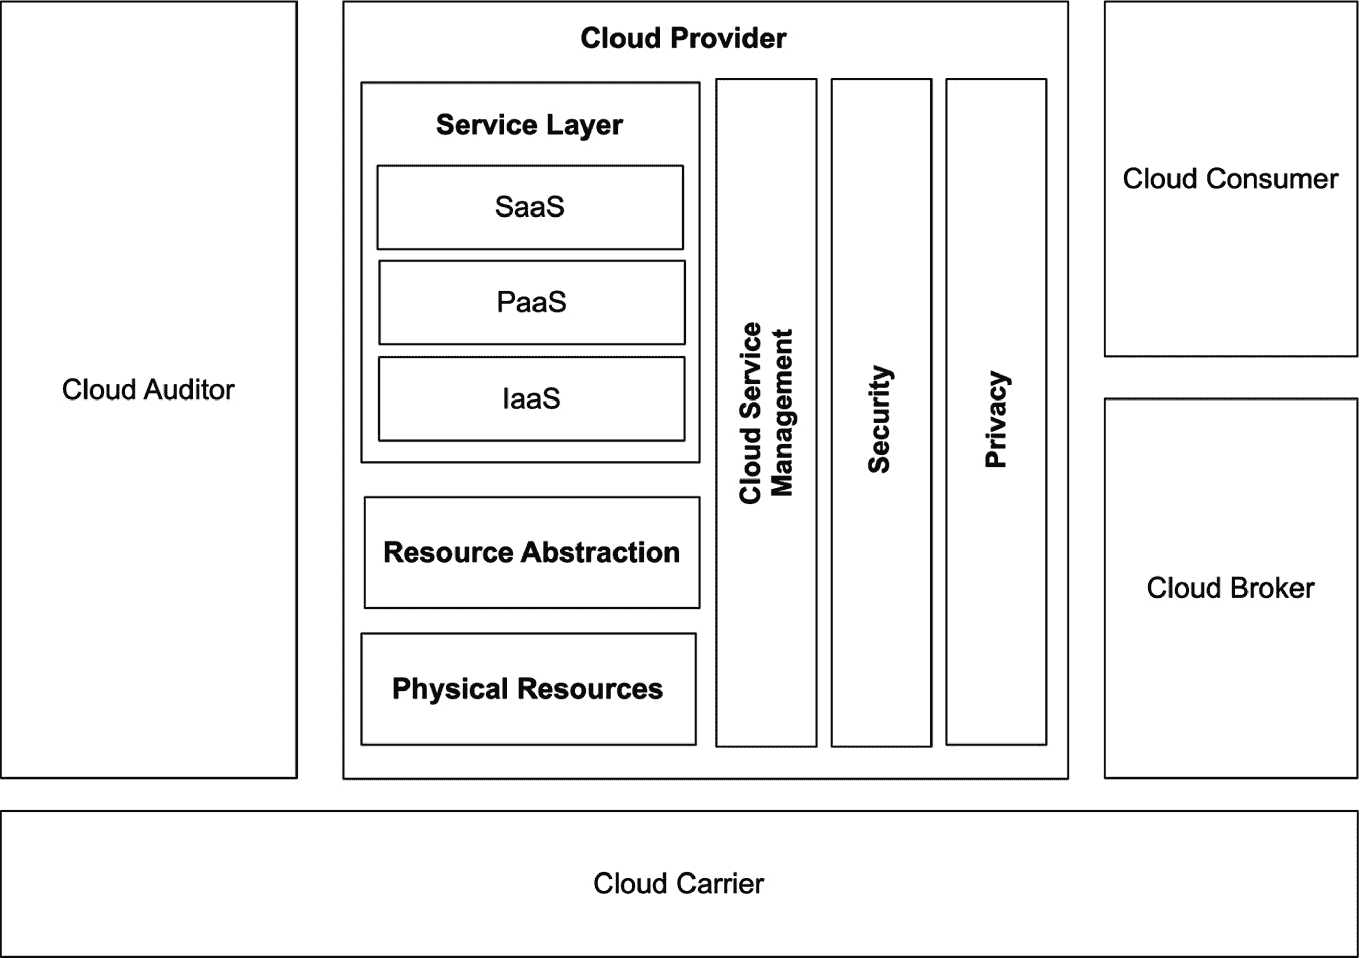 Cloud Auditor
Cloud Provider
Service Layer
SaaS
PaaS
IaaS
Resource Abstraction
Physical Resources
Cloud Service
Management
Security
Privacy
Cloud Consumer
Cloud Broker
Cloud Carrier